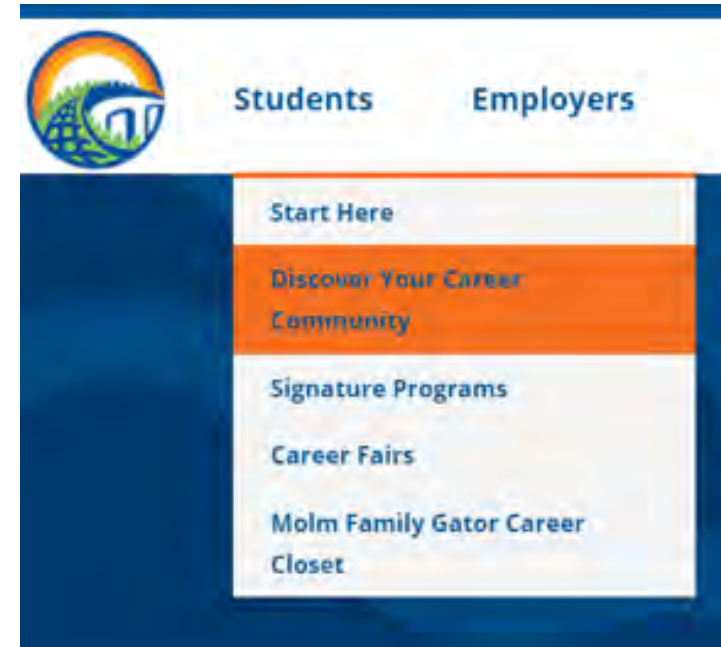 Students Employers
Start Here
Discover Your Career
Community
Signature Programs
Career Fairs
Molm Family Gator Career
Closet